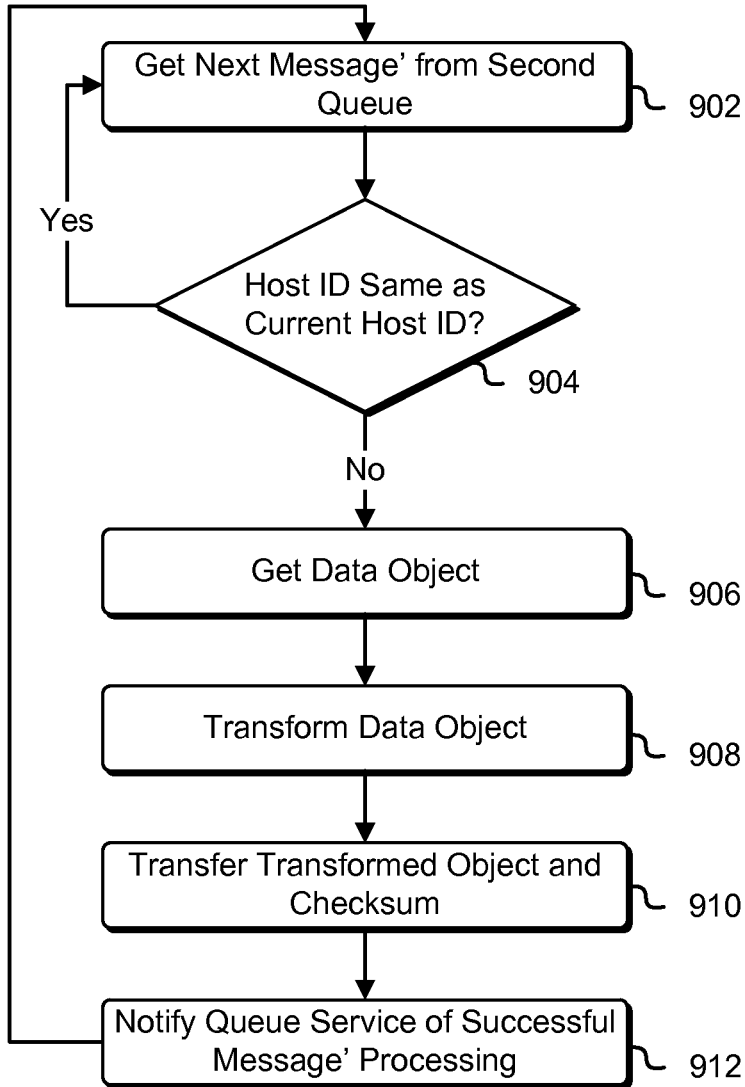 Get Next Message’ from Second
Queue
902
Yes
Host ID Same as
Current Host ID?
904
No
Get Data Object
906
Transform Data Object
908
Transfer Transformed Object and
Checksum
910
Notify Queue Service of Successful
Message’ Processing
912